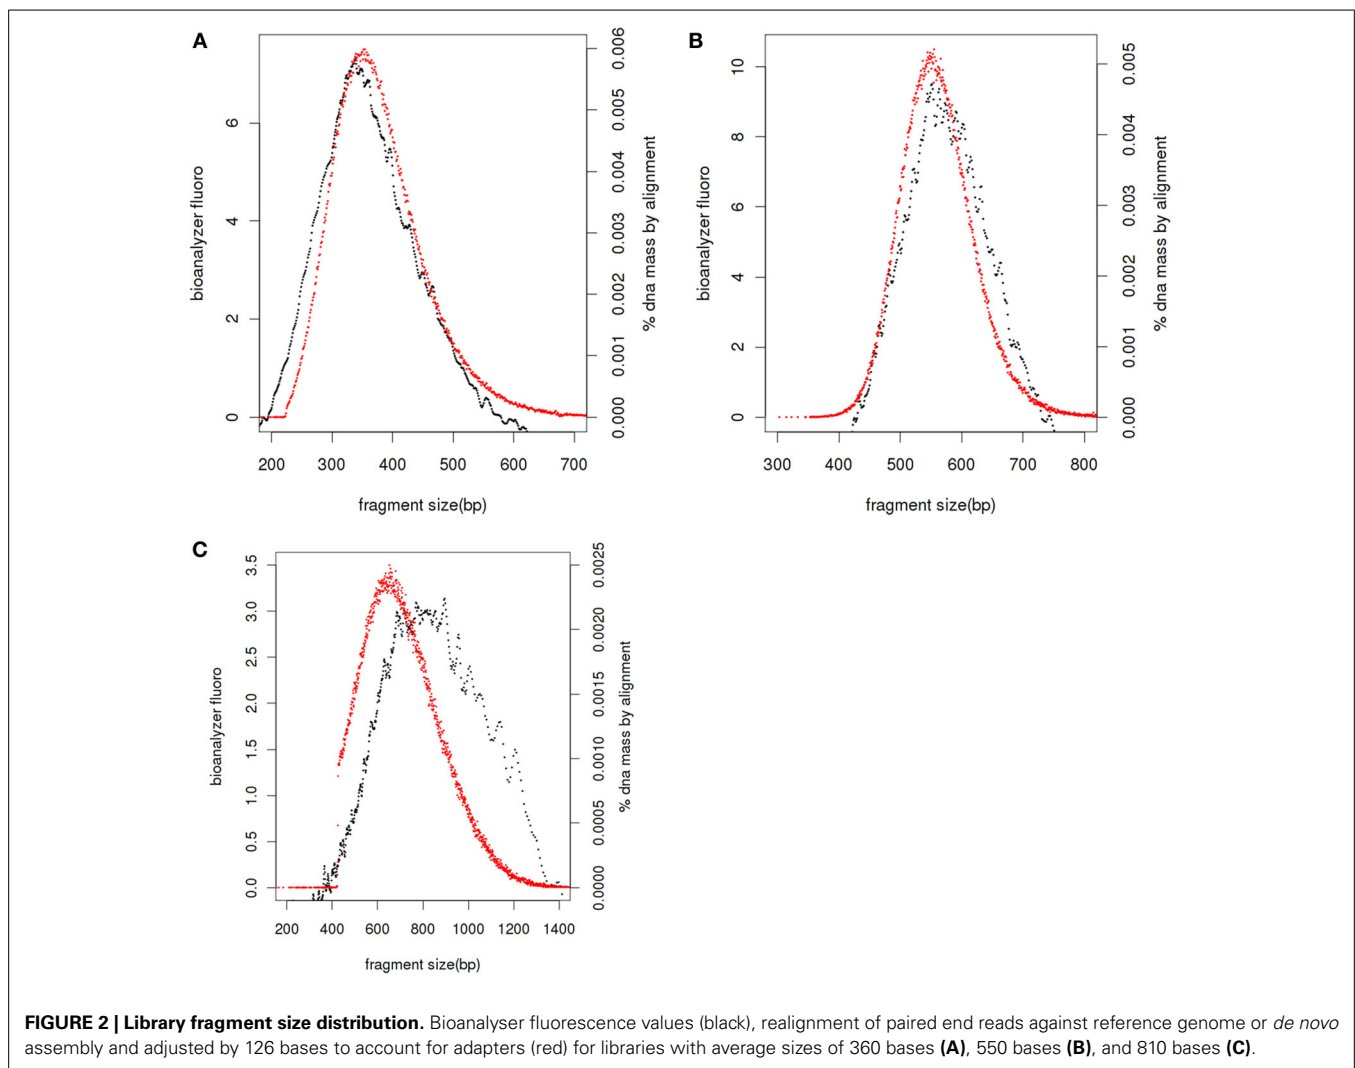 A
bioanalyzer fluoro
0 2 4 6
0.000 0.001 0.002 0.003 0.004 0.005 0.006
% dna mass by alignment
200 300 400 500 600 700
fragment size(bp)
B
bioanalyzer fluoro
0 2 4 6 8 10
0.000 0.001 0.002 0.003 0.004 0.005
% dna mass by alignment
300 400 500 600 700 800
fragment size(bp)
C
bioanalyzer fluoro
0.0 0.5 1.0 1.5 2.0 2.5 3.0 3.5
0.0000 0.0005 0.0010 0.0015 0.0020 0.0025
% dna mass by alignment
200 400 600 800 1000 1200 1400
fragment size(bp)
FIGURE 2 | Library fragment size distribution. Bioanalyser fluorescence values (black), realignment of paired end reads against reference genome or de novo
assembly and adjusted by 126 bases to account for adapters (red) for libraries with average sizes of 360 bases (A), 550 bases (B), and 810 bases (C).